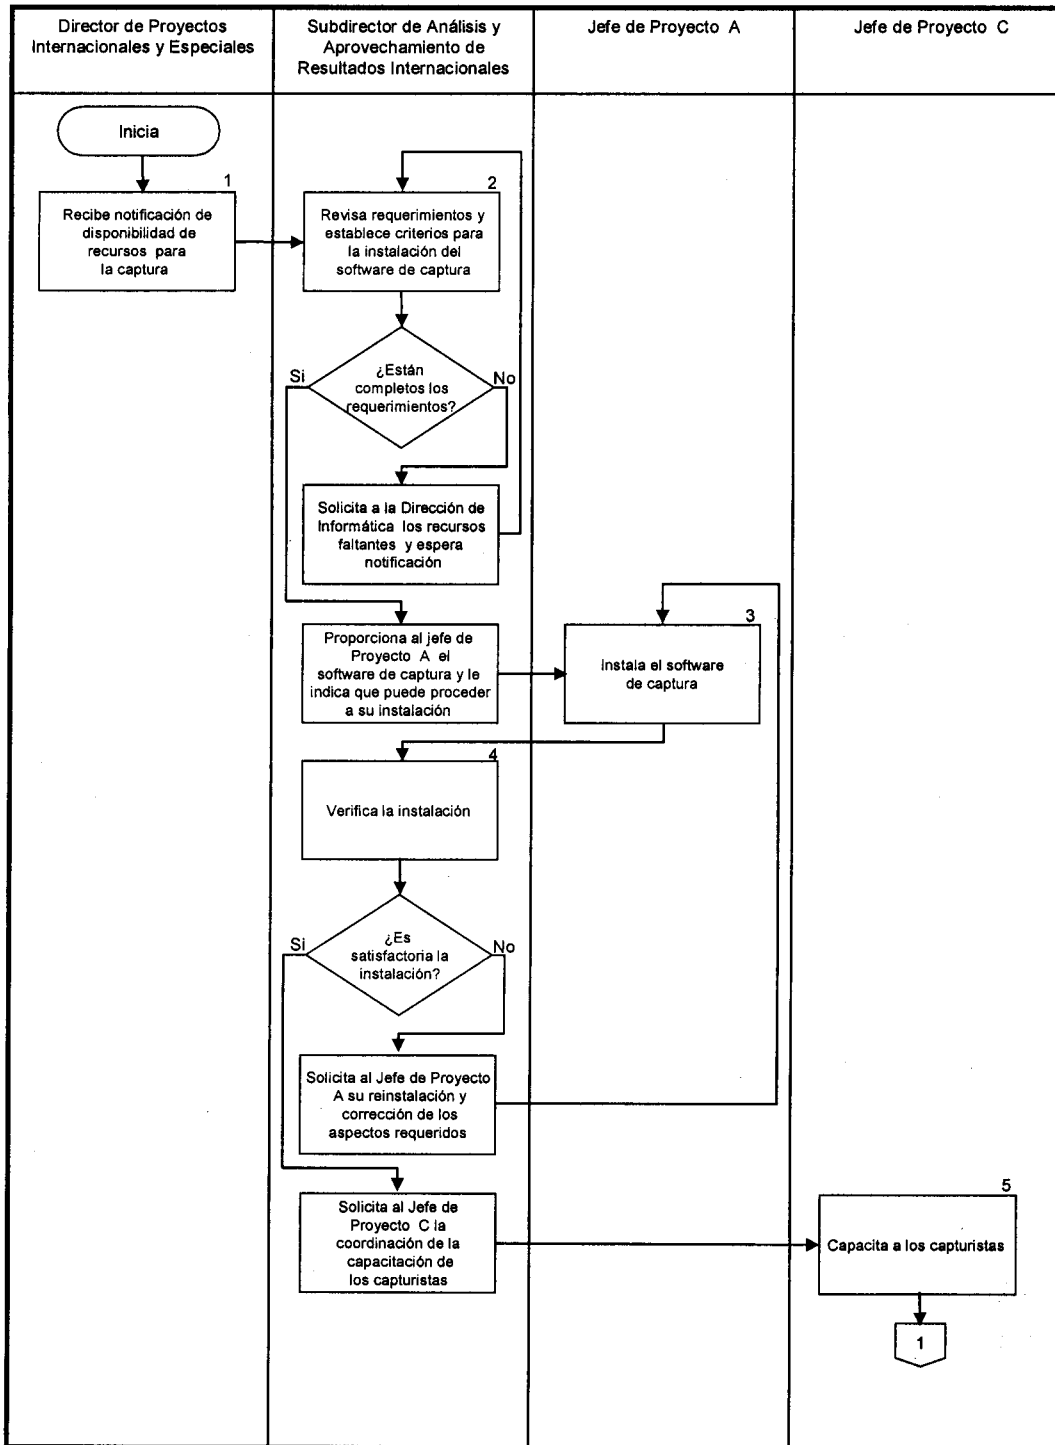 Director de Proyectos
Internacionales y Especiales
Subdirector de Análisis y
Aprovechamiento de
Resultados Internacionales
Jefe de Proyecto A
Jefe de Proyecto C
Inicia
1
Recibe notificación de
disponibilidad de
recursos para
la captura
2
Revisa requerimientos y
establece criterios para
la instalación del
software de captura
¿Están
completos los
requerimientos?
Si
No
Solicita a la Dirección de
Informática los recursos
faltantes y espera
notificación
Proporciona al jefe de
Proyecto A el
software de captura y le
indica que puede proceder
a su instalación
3
Instala el software
de captura
4
Verifica la instalación
¿Es
satisfactoria la
instalación?
Si
No
Solicita al Jefe de Proyecto
A su reinstalación y
corrección de los
aspectos requeridos
Solicita al Jefe de
Proyecto C la
coordinación de la
capacitación de
los capturistas
5
Capacita a los capturistas
1